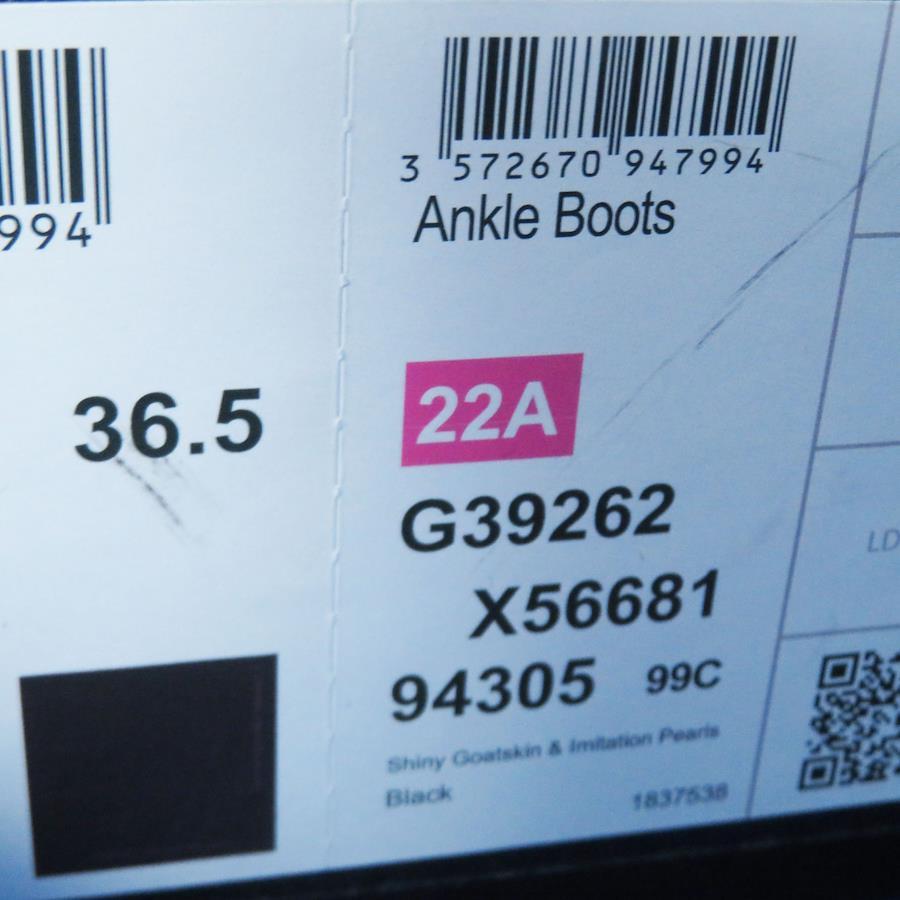 994
36.5
3 572670 947994
Ankle Boots
22A
G39262
X56681
94305 99C
Shiny Goatskin & Imitation Pearls
Black 1837538
LD